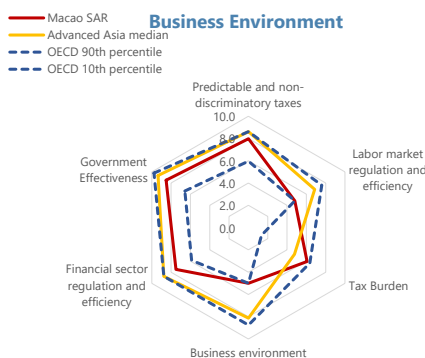 Business Environment
Macao SAR
Advanced Asia median
OECD 90th percentile
OECD 10th percentile
Predictable and non-
discriminatory taxes
10.0
8.0
6.0
4.0
2.0
0.0
Labor market
regulation and
efficiency
Tax Burden
Business environment
Financial sector
regulation and
efficiency
Government
Effectiveness